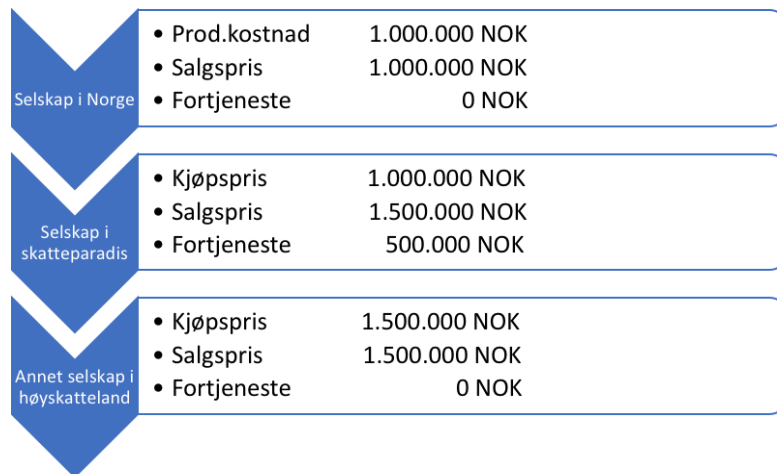 Selskap i Norge
• Prod.kostnad 1.000.000 NOK
• Salgspris 1.000.000 NOK
• Fortjeneste 0 NOK
Selskap i
skatteparadis
• Kjøpspris 1.000.000 NOK
• Salgspris 1.500.000 NOK
• Fortjeneste 500.000 NOK
Annet selskap i
høyskatteland
• Kjøpspris 1.500.000 NOK
• Salgspris 1.500.000 NOK
• Fortjeneste 0 NOK